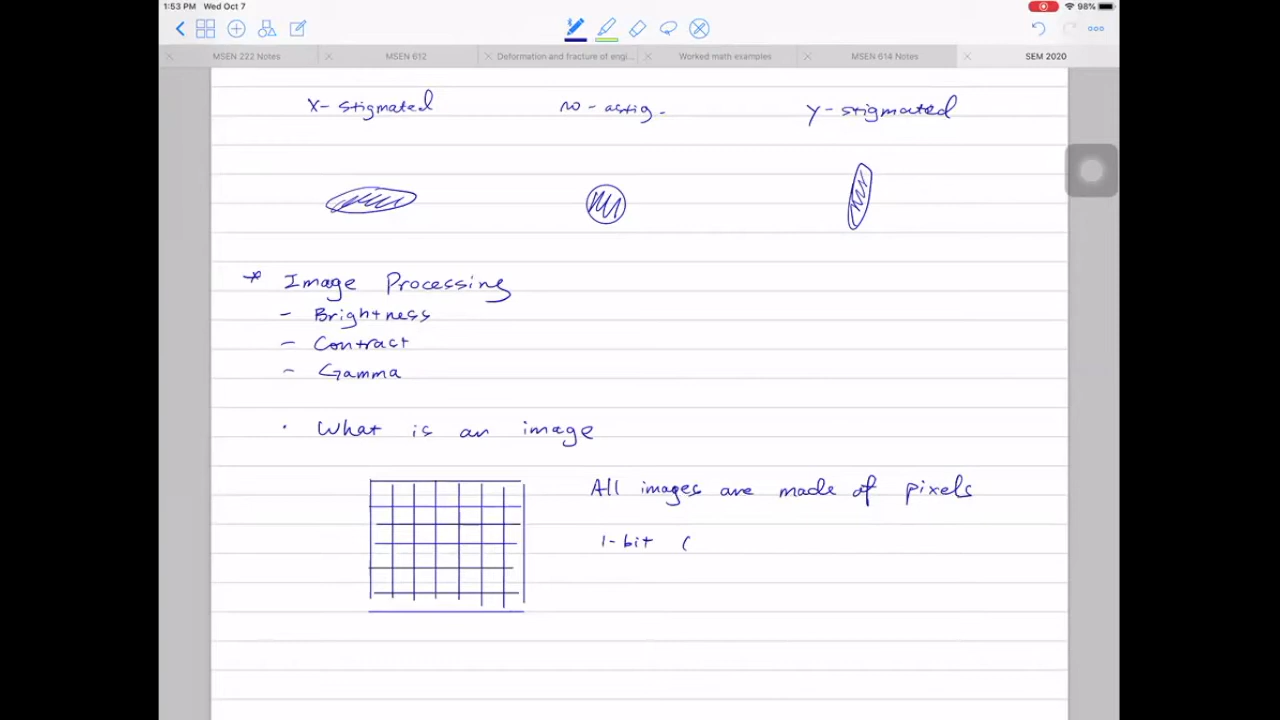 1:53 PM Wed Oct 7 98%
MSEN 222 Notes MSEN 612 Deformation and fracture of engi... Worked math examples MSEN 614 Notes SEM 2020
X- stigmated no - astig. y- stigmated
* Image Processing
- Brightness
- Contract
- Gamma
· What is an image
All images are made of pixels
1-bit (